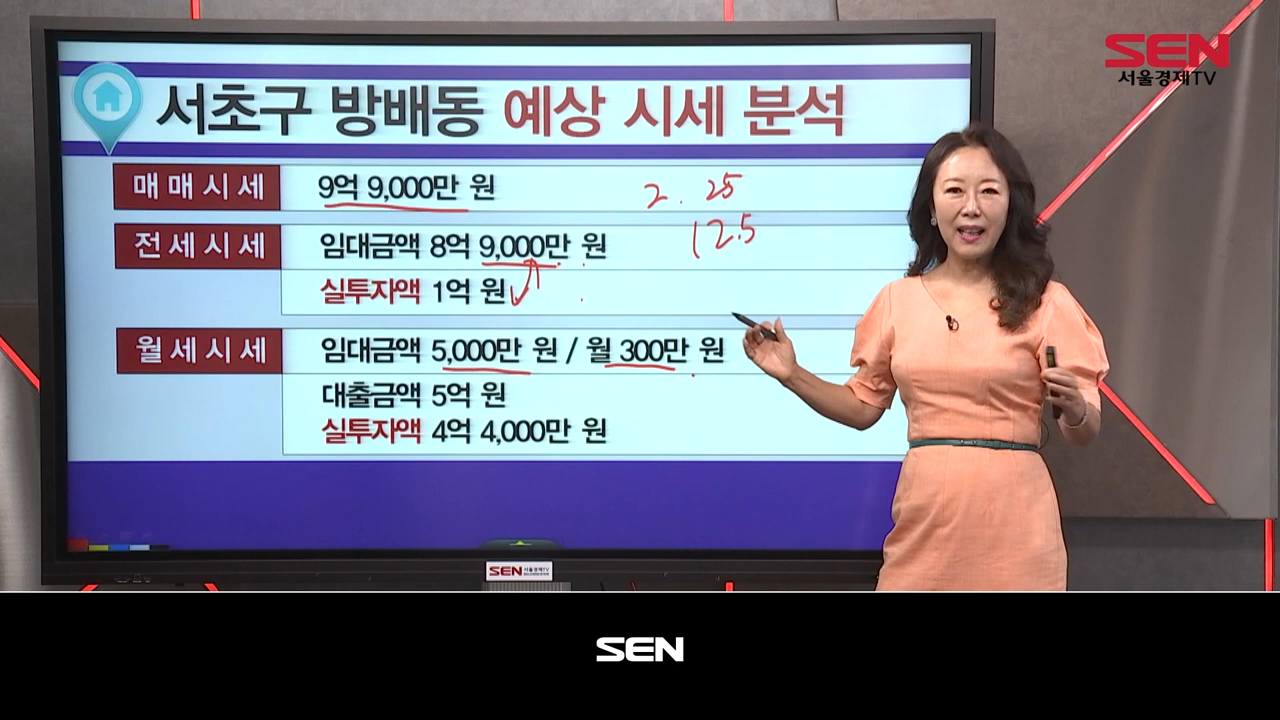 SEN
서울경제TV
서초구 방배동 예상 시세 분석
매매시세 9억 9,000만 원
2. 25
12.5
전세시세 임대금액 8억 9,000만 원
실투자액 1억 원
월세시세 임대금액 5,000만 원 / 월 300만 원
대출금액 5억 원
실투자액 4억 4,000만 원
SEN 서울경제TV
SEN